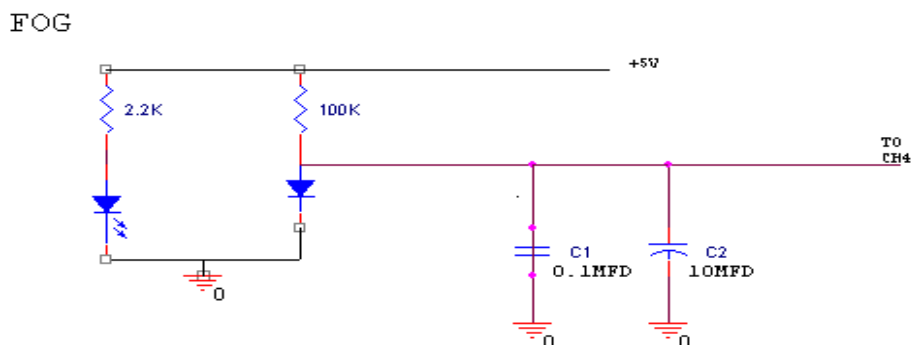 FOG
+5V
2.2K
100K
TO
CH4
C1
0.1MFD
C2
10MFD
0
0
0